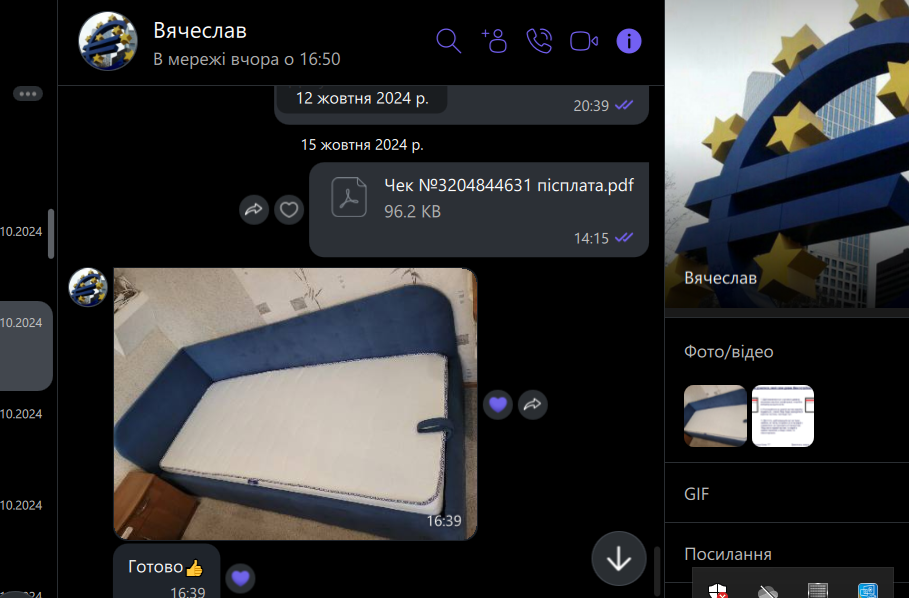 Вячеслав
В мережі вчора о 16:50
12 жовтня 2024 р.
20:39
15 жовтня 2024 р.
Чек №3204844631 пісплата.pdf
96.2 KB
14:15
10.2024
10.2024
10.2024
10.2024
16:39
Готово👍
16:39
Вячеслав
Фото/відео
GIF
Посилання